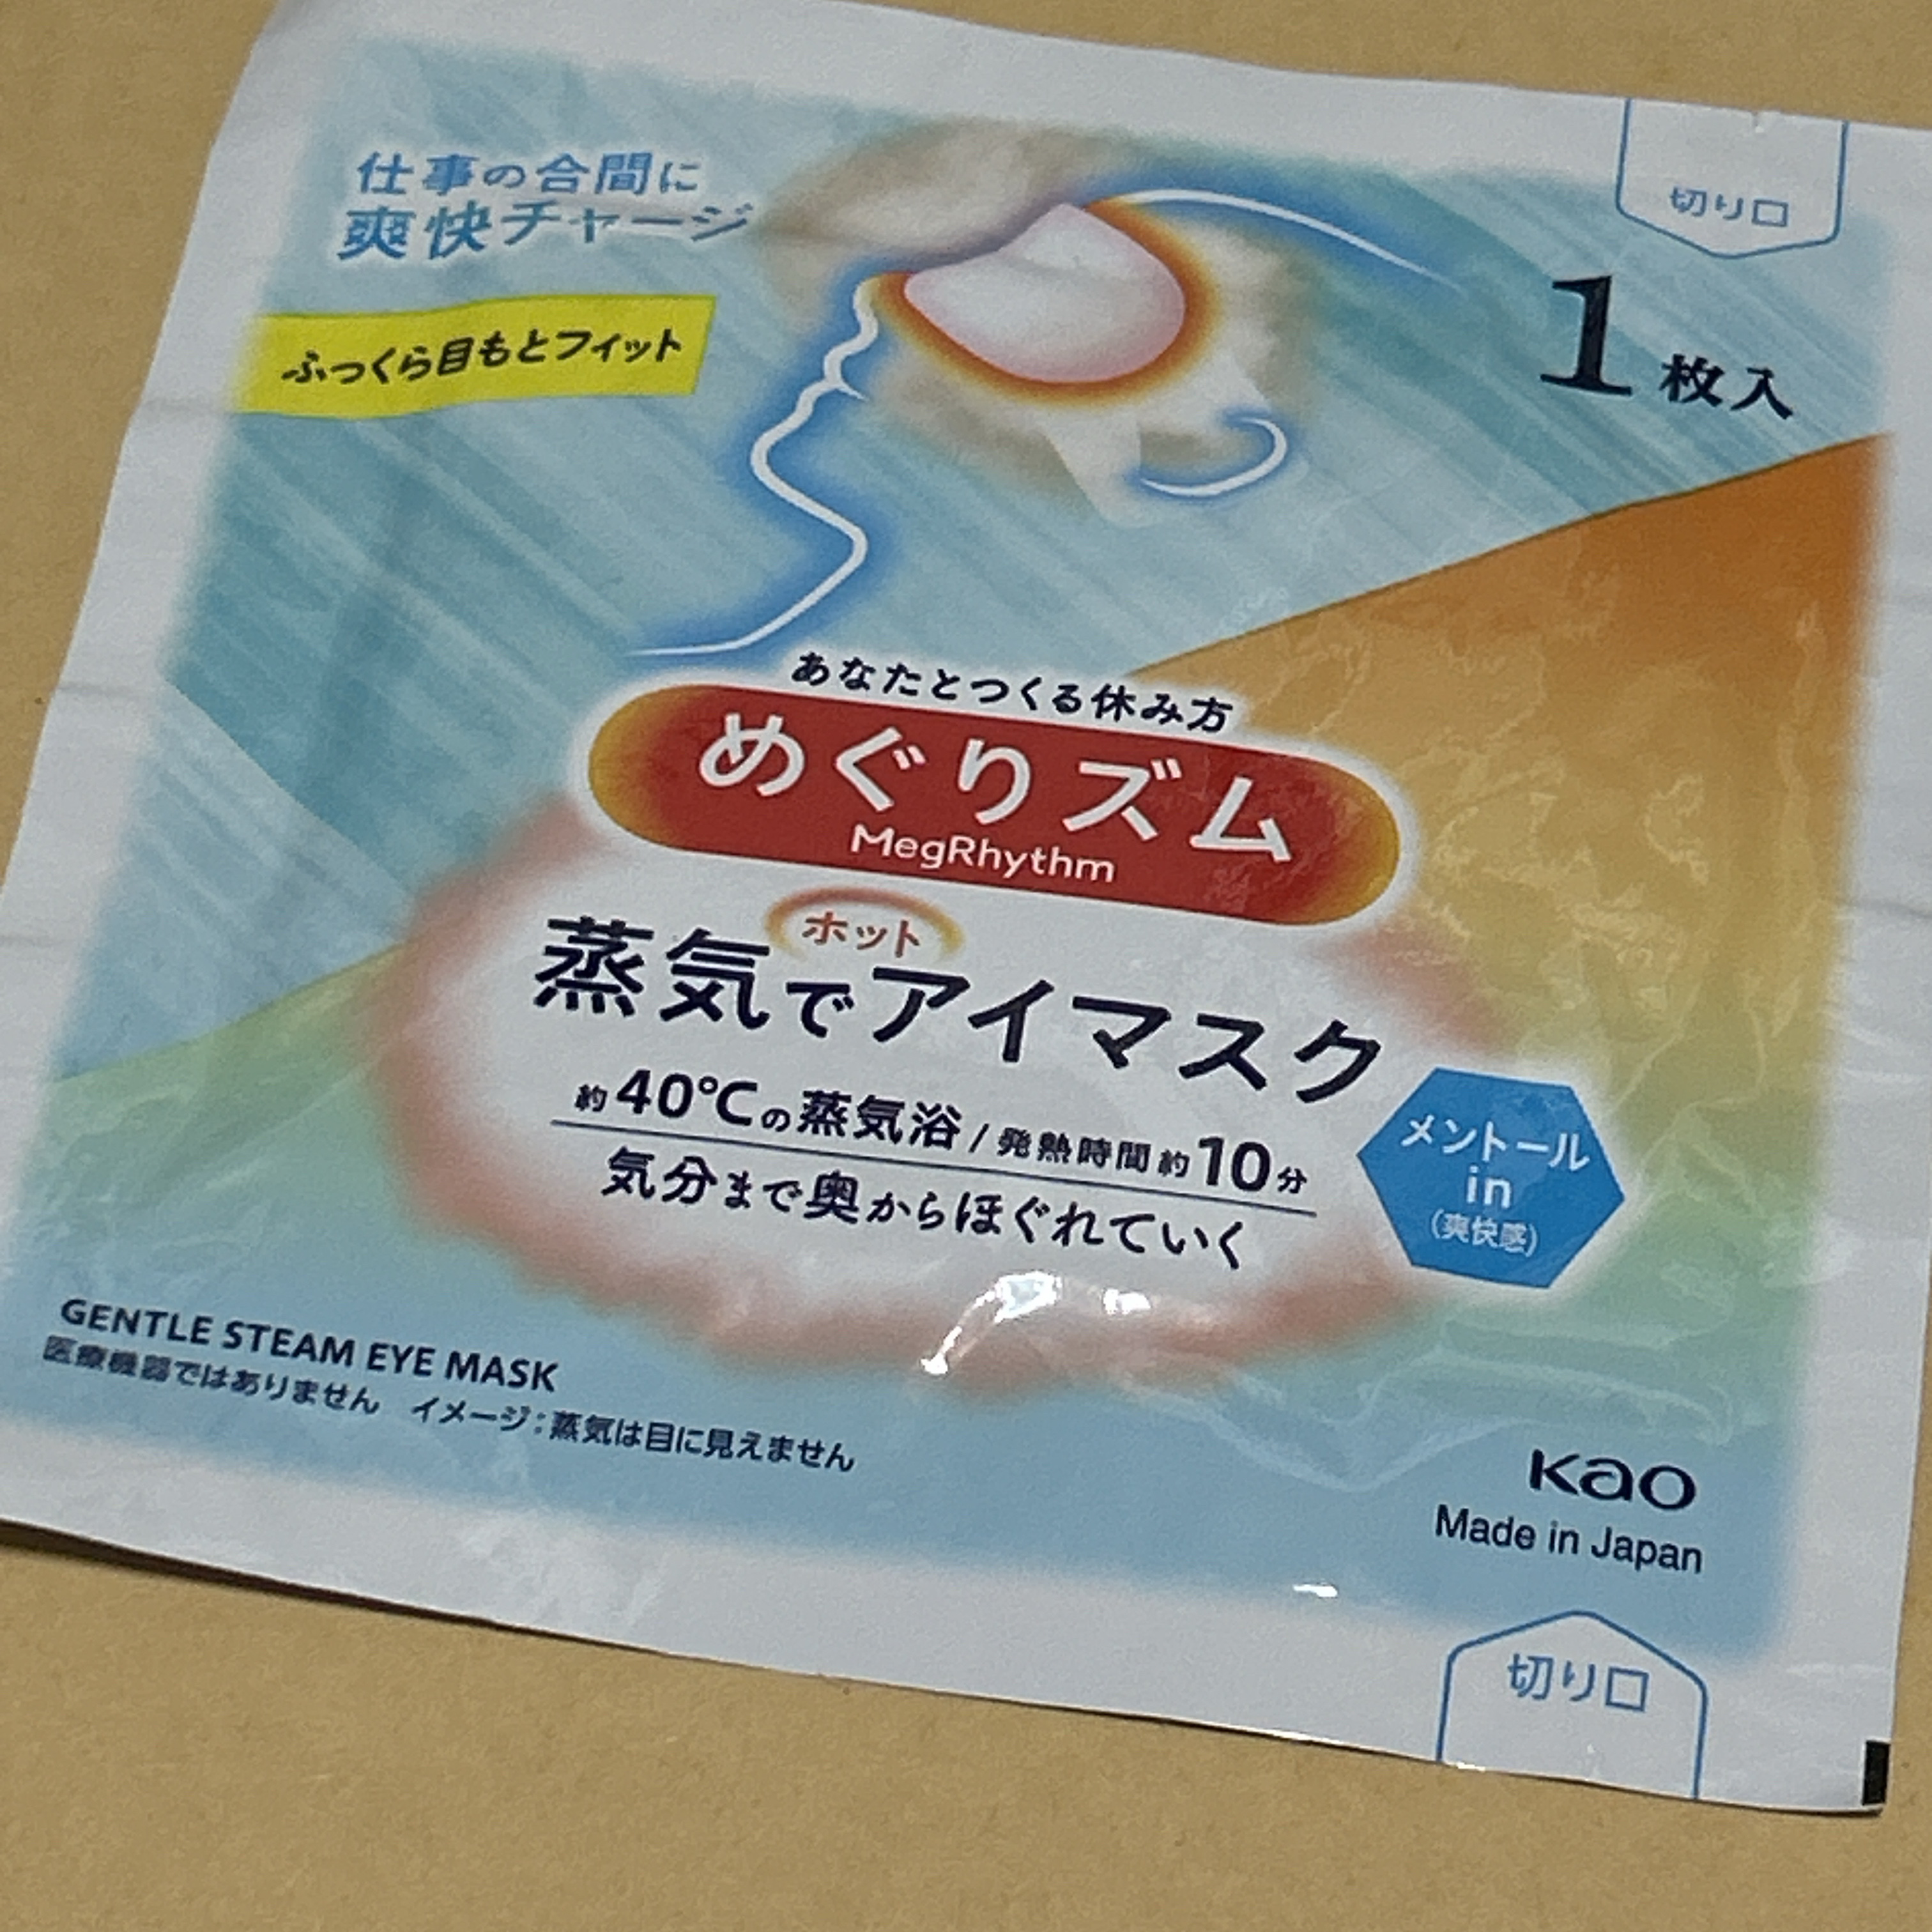 仕事の合間に
爽快チャージ
ふっくら目もとフィット
切り口
1枚入
あなたとつくる休み方
めぐりズム
MegRhythm
ホット
蒸気でアイマスク
約40℃の蒸気浴/発熱時間約10分
気分まで奥からほぐれていく
メントール
in
(爽快感)
GENTLE STEAM EYE MASK
医療機器ではありません イメージ:蒸気は目に見えません
Kao
Made in Japan
切り口